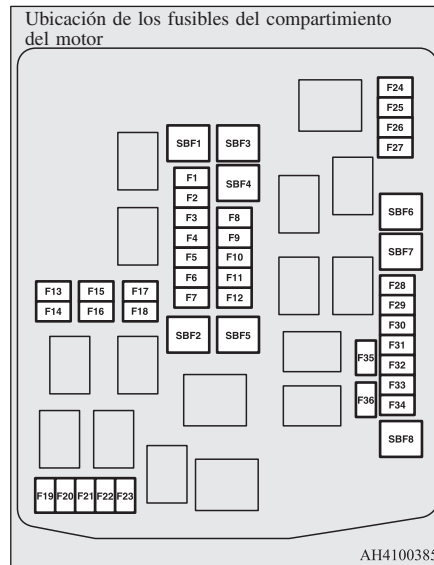 Ubicación de los fusibles del compartimiento
del motor
F24
F25
F26
F27
SBF1
SBF3
SBF4
F1
F2
F3
F4
F5
F6
F7
F8
F9
F10
F11
F12
SBF6
SBF7
F13
F14
F15
F16
F17
F18
SBF2
SBF5
F28
F29
F30
F31
F32
F33
F34
F35
F36
SBF8
F19 F20 F21 F22 F23
AH4100385